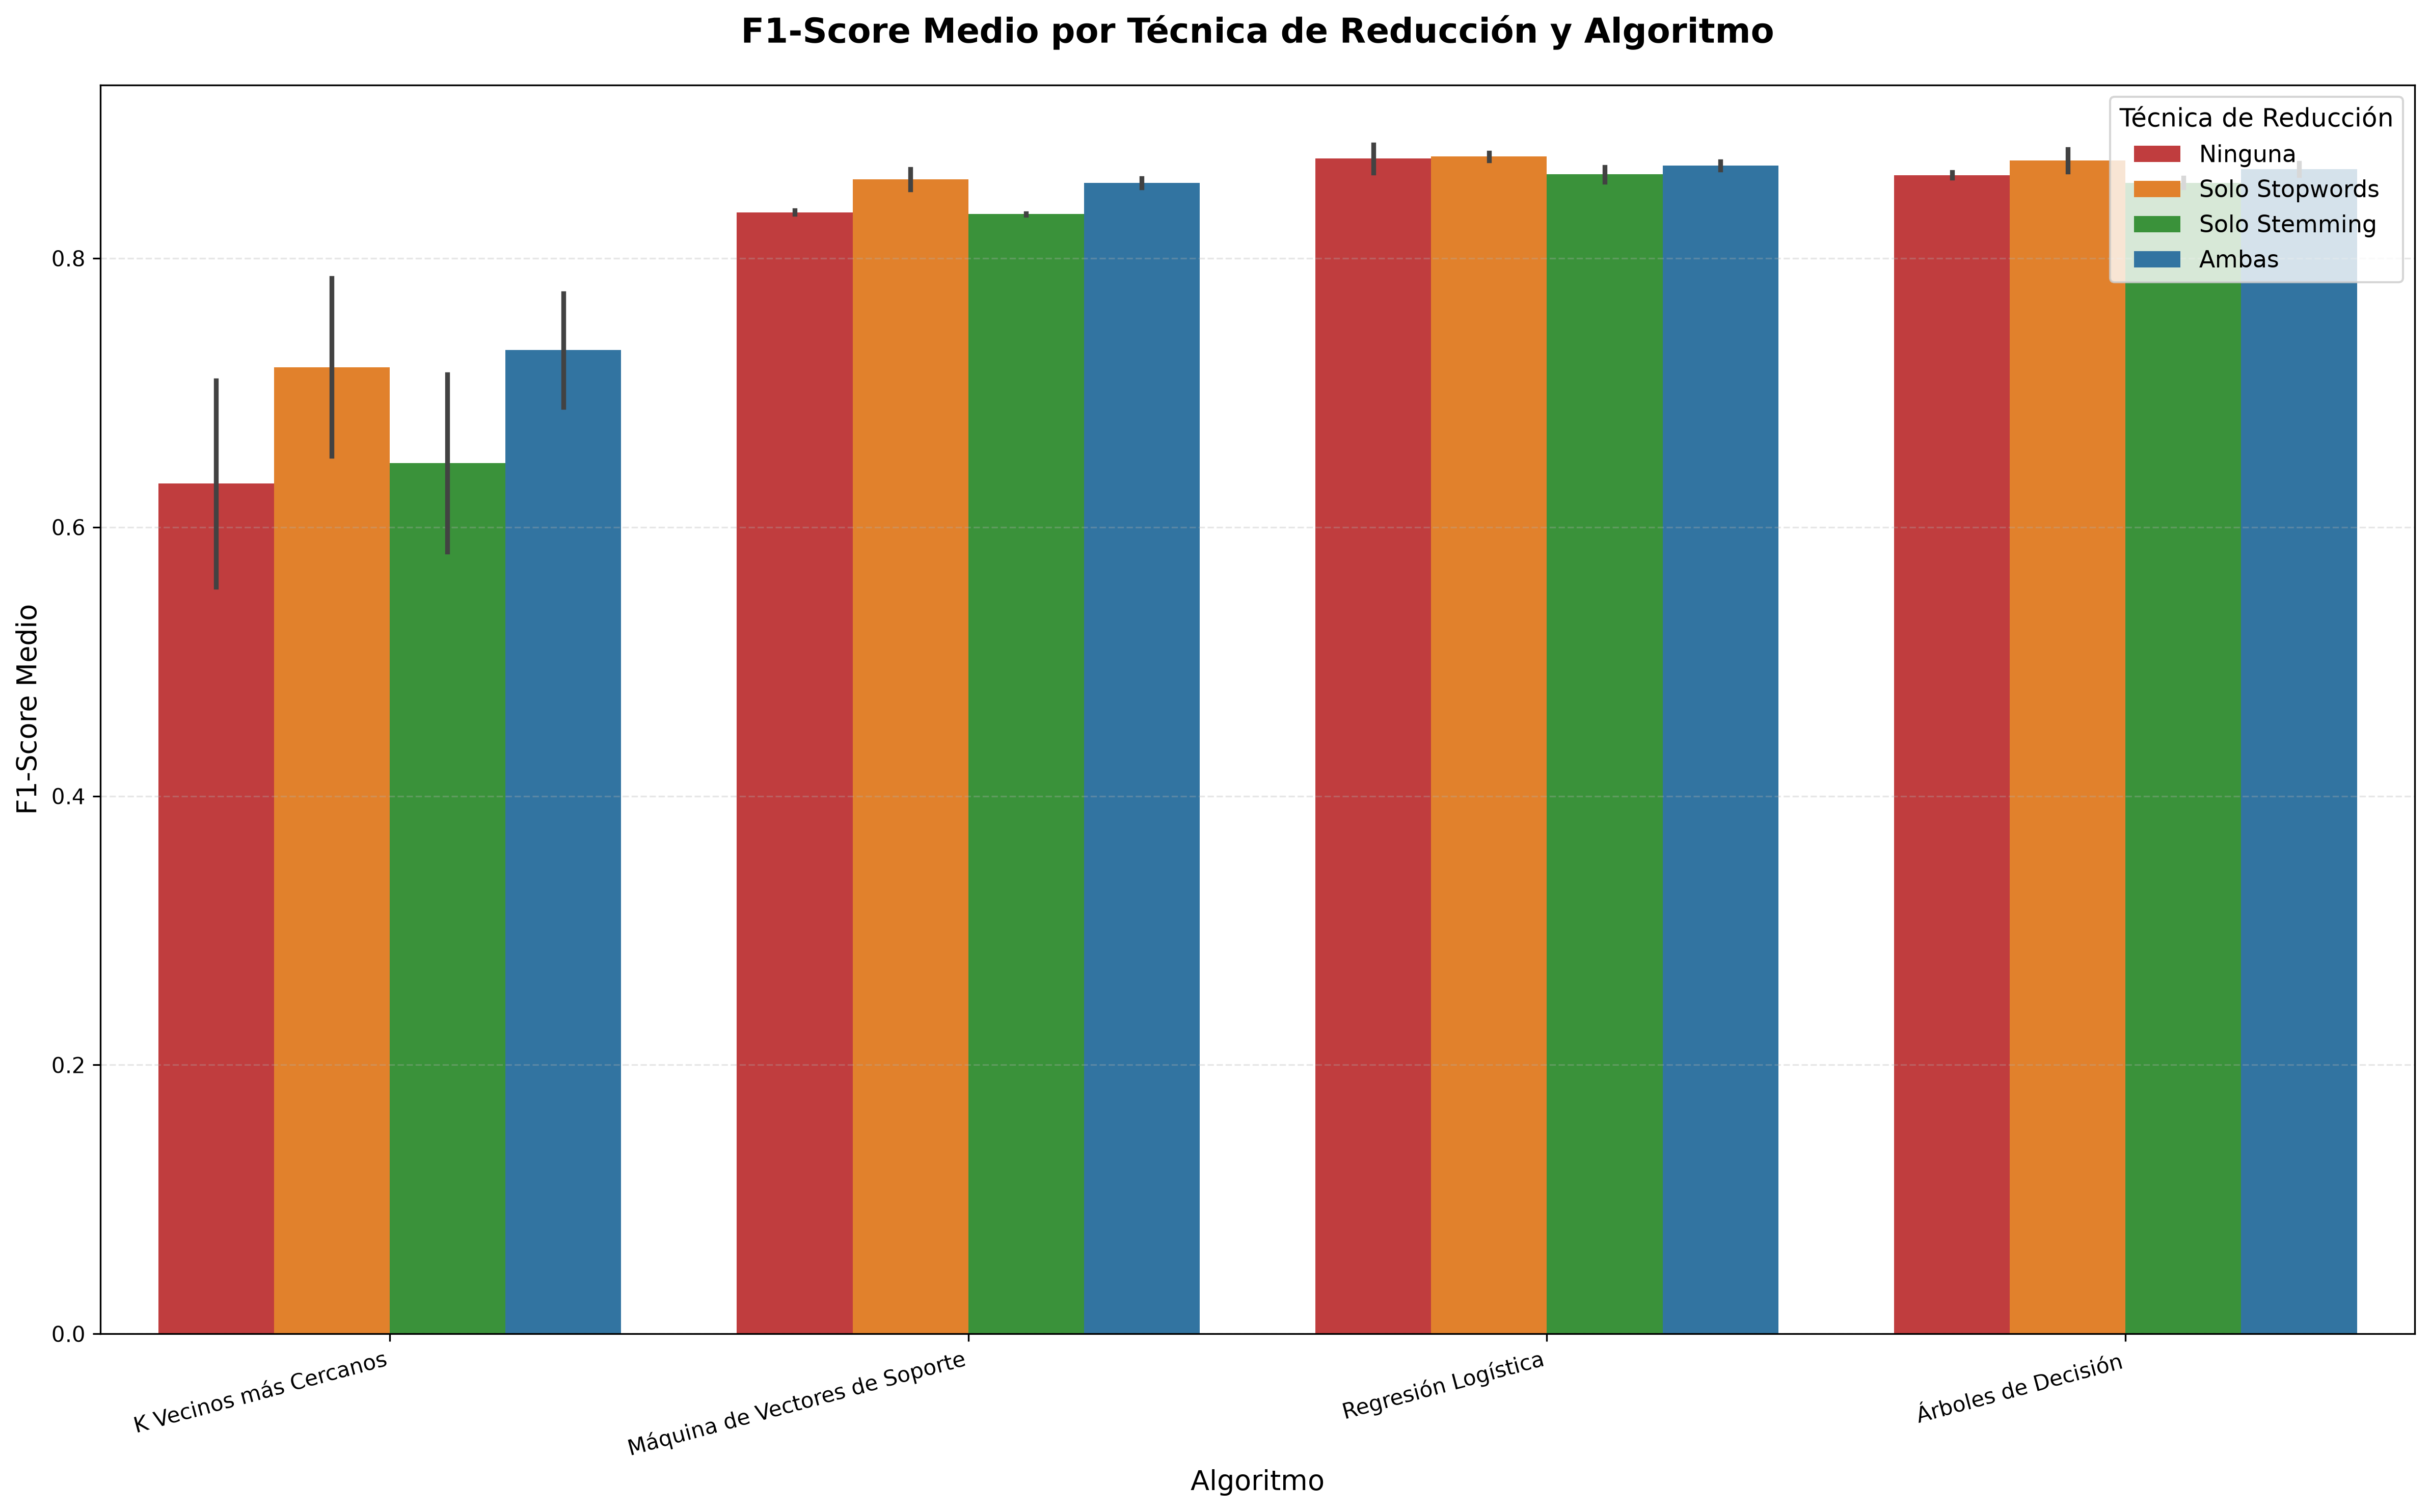 F1-Score Medio por Técnica de Reducción y Algoritmo
Técnica de Reducción
Ninguna
Solo Stopwords
Solo Stemming
Ambas
F1-Score Medio
0.8
0.6
0.4
0.2
0.0
K Vecinos más Cercanos
Máquina de Vectores de Soporte
Regresión Logística
Árboles de Decisión
Algoritmo